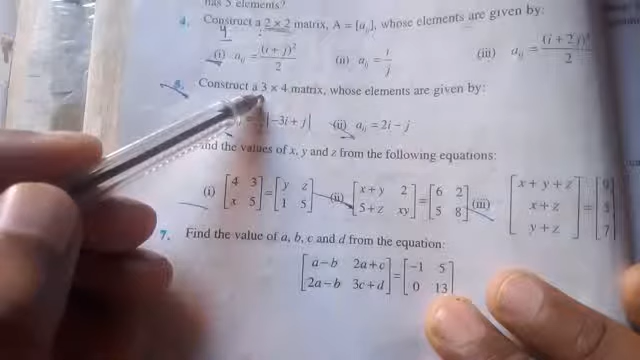 has 5 elements?
4. Construct a 2 × 2 matrix, A = [aij], whose elements are given by:
4
(i) aij = (i + j)²/2 (ii) aij = i/j (iii) aij = (i + 2j)²/2
Construct a 3 × 4 matrix, whose elements are given by:
|−3i + j| (ii) aij = 2i − j
the values of x, y and z from the following equations:
(i) [4 3; x 5] = [y z; 1 5] (ii) [x + y 2; 5 + z xy] = [6 2; 5 8] (iii) [x + y + z; x + z; y + z] = [9; 5; 7]
7. Find the value of a, b, c and d from the equation:
[a − b 2a + c; 2a − b 3c + d] = [−1 5; 0 13]